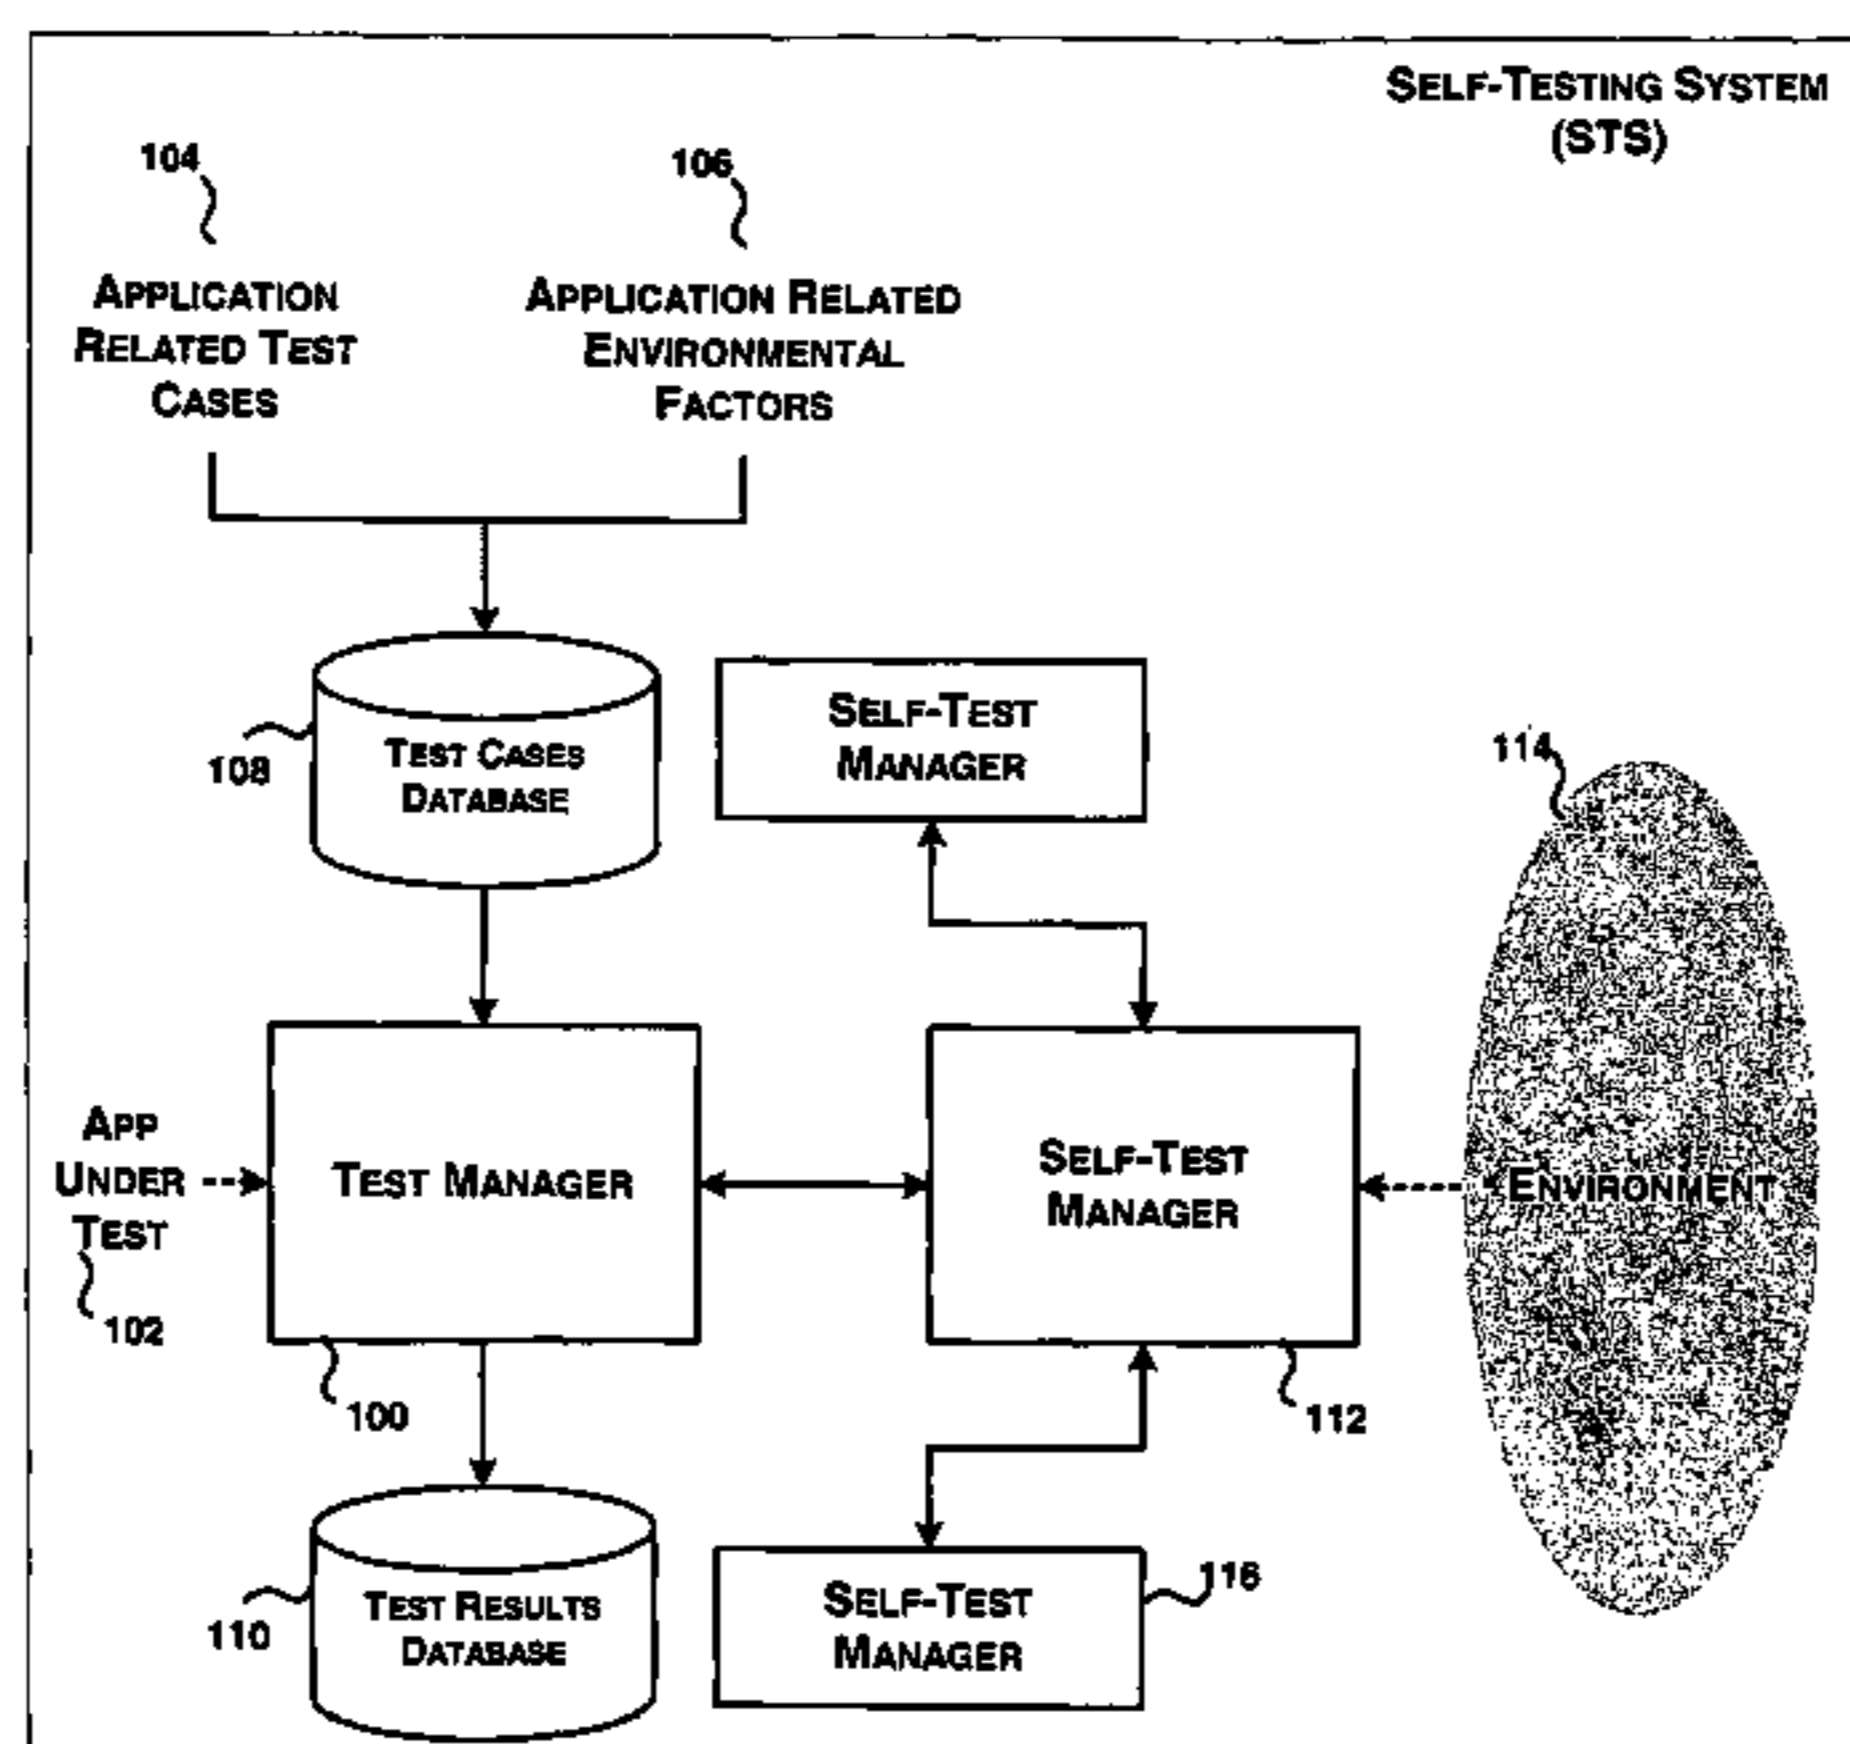 SELF-TESTING SYSTEM
(STS)
104
106
APPLICATION
RELATED TEST
CASES
APPLICATION RELATED
ENVIRONMENTAL
FACTORS
108
TEST CASES
DATABASE
SELF-TEST
MANAGER
114
APP
UNDER
TEST
102
TEST MANAGER
100
SELF-TEST
MANAGER
112
ENVIRONMENT
110
TEST RESULTS
DATABASE
SELF-TEST
MANAGER
116